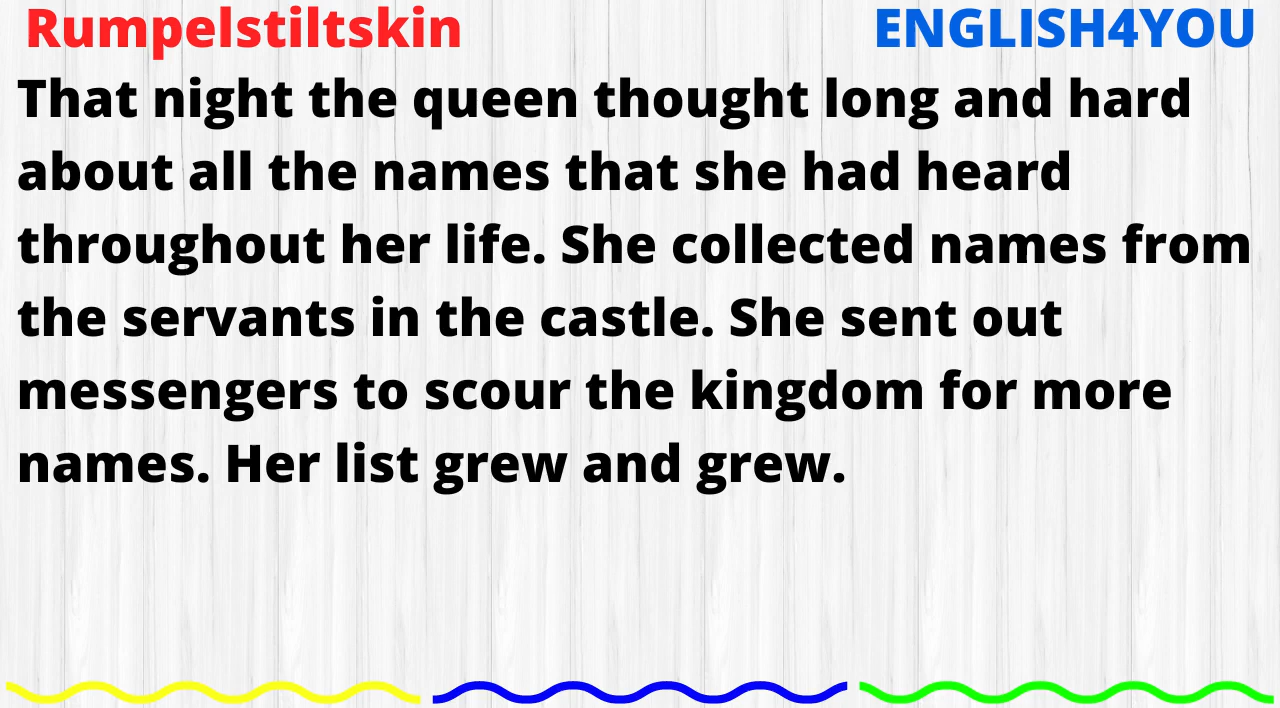 Rumpelstiltskin ENGLISH4YOU
That night the queen thought long and hard
about all the names that she had heard
throughout her life. She collected names from
the servants in the castle. She sent out
messengers to scour the kingdom for more
names. Her list grew and grew.